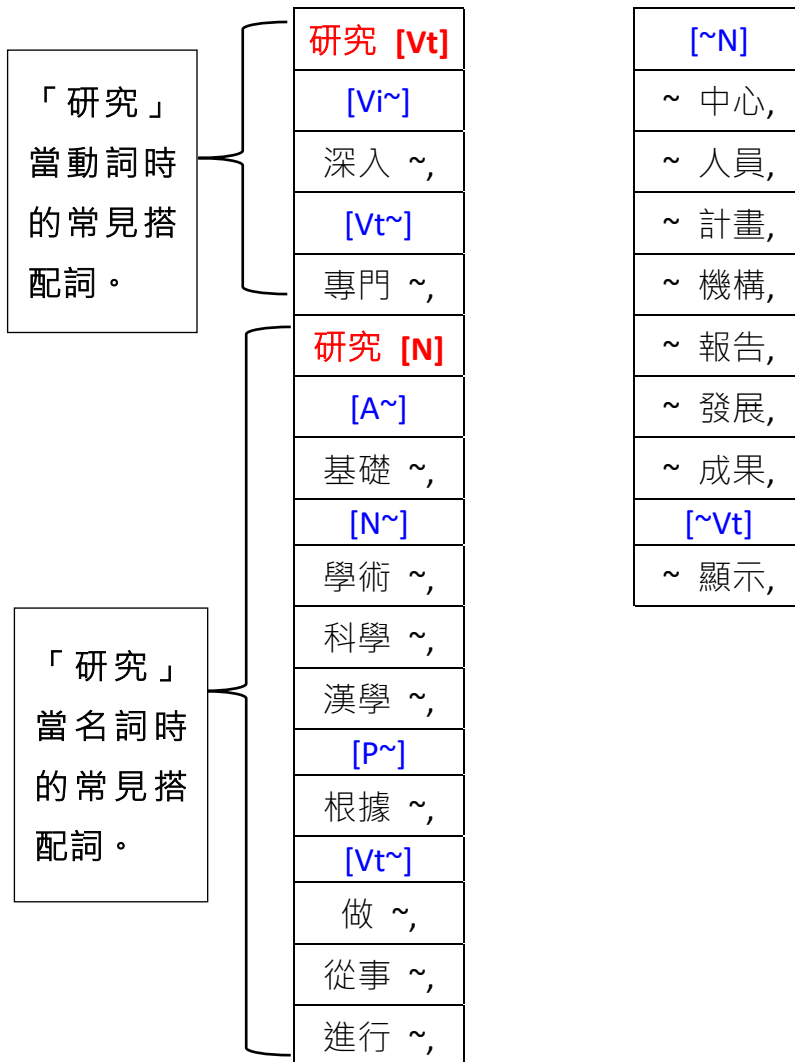 「研究」
當動詞時
的常見搭
配詞。
研究 [Vt]
[Vi~]
深入 ~,
[Vt~]
專門 ~,
「研究」
當名詞時
的常見搭
配詞。
研究 [N]
[A~]
基礎 ~,
[N~]
學術 ~,
科學 ~,
漢學 ~,
[P~]
根據 ~,
[Vt~]
做 ~,
從事 ~,
進行 ~,
[~N]
~ 中心,
~ 人員,
~ 計畫,
~ 機構,
~ 報告,
~ 發展,
~ 成果,
[~Vt]
~ 顯示,